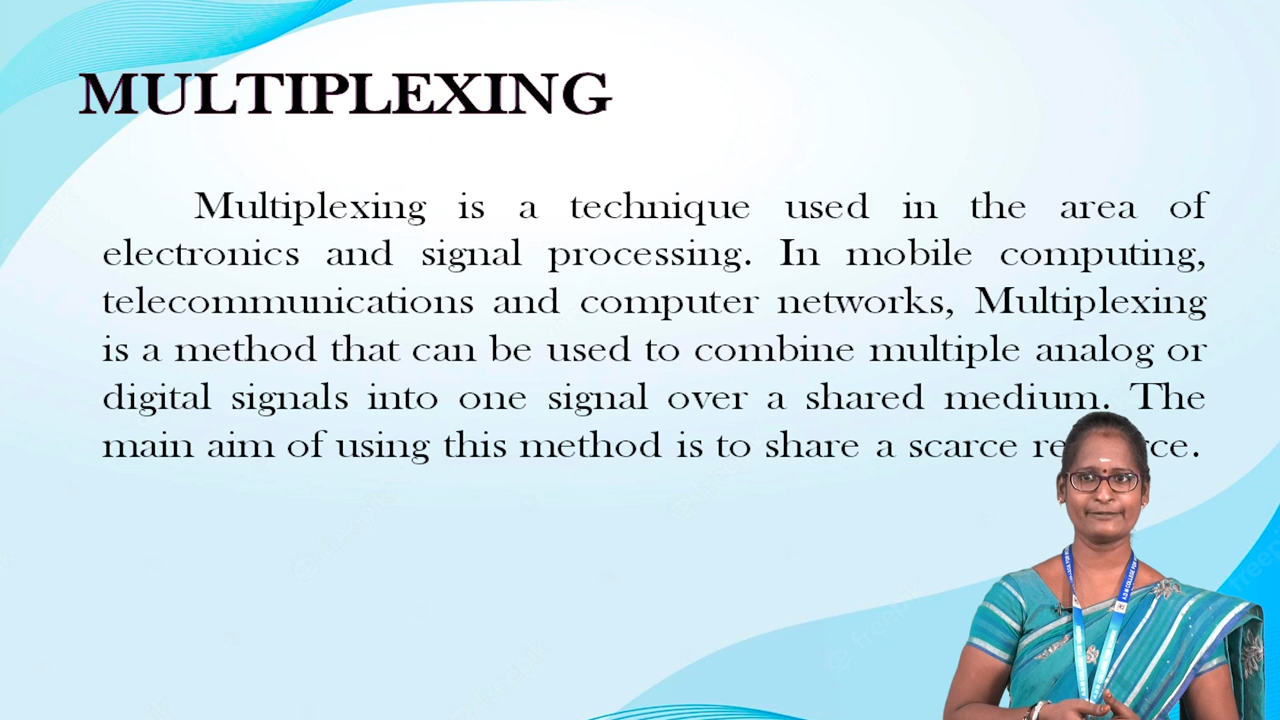 MULTIPLEXING
Multiplexing is a technique used in the area of
electronics and signal processing. In mobile computing,
telecommunications and computer networks, Multiplexing
is a method that can be used to combine multiple analog or
digital signals into one signal over a shared medium. The
main aim of using this method is to share a scarce